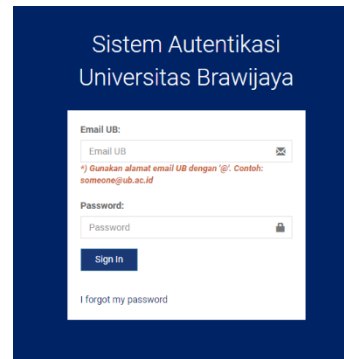 Sistem Autentikasi
Universitas Brawijaya
Email UB:
Email UB
*) Gunakan alamat email UB dengan '@'. Contoh:
someone@ub.ac.id
Password:
Password
Sign In
I forgot my password